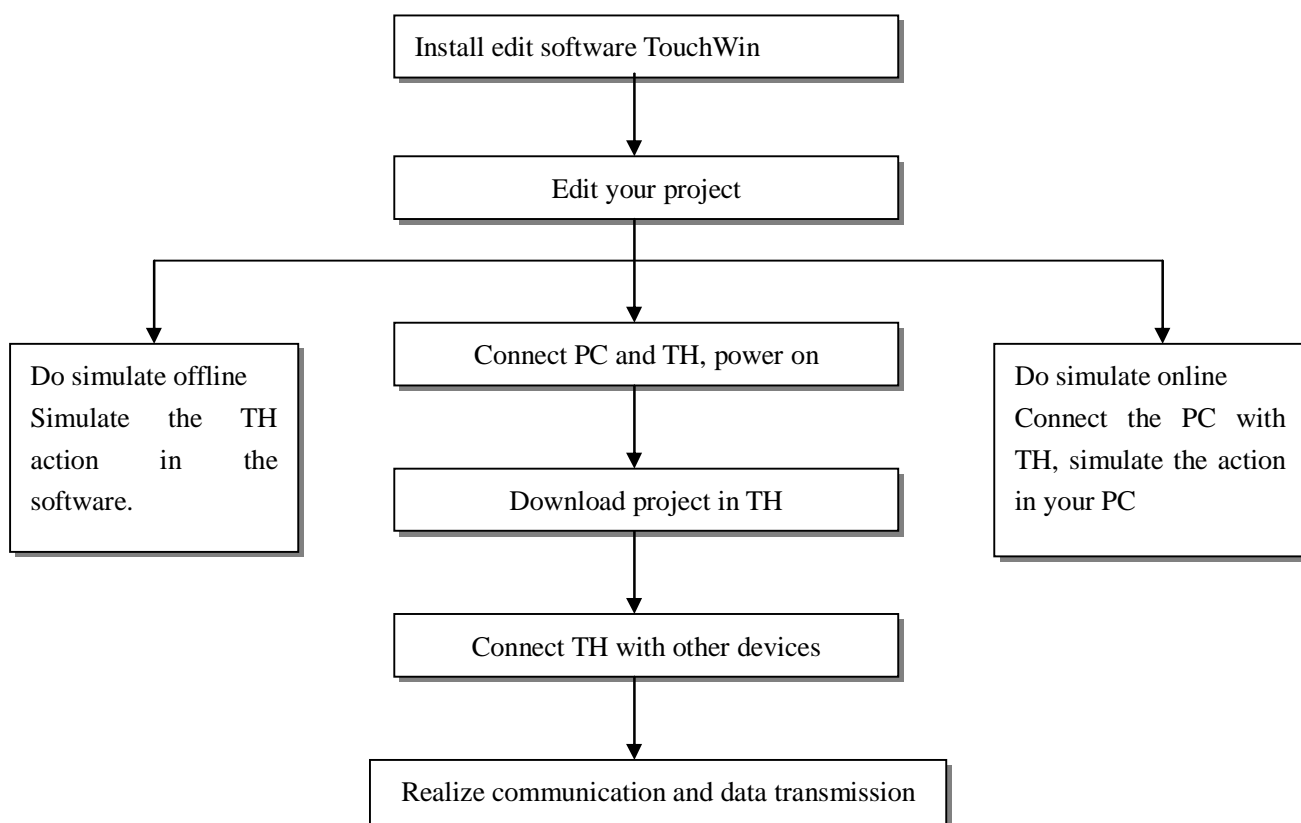 Install edit software TouchWin
Edit your project
Do simulate offline
Simulate the TH
action in the
software.
Connect PC and TH, power on
Do simulate online
Connect the PC with
TH, simulate the action
in your PC
Download project in TH
Connect TH with other devices
Realize communication and data transmission